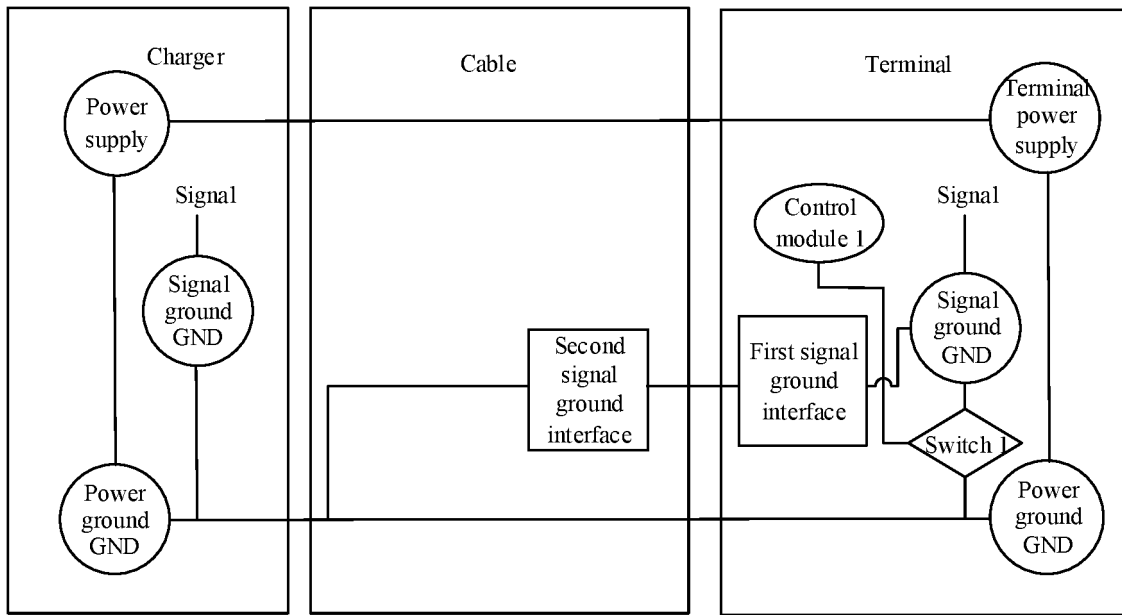 Charger
Cable
Terminal
Power
supply
Terminal
power
supply
Signal
Control
module 1
Signal
Signal
ground
GND
Signal
ground
GND
Second
signal
ground
interface
First signal
ground
interface
Switch 1
Power
ground
GND
Power
ground
GND